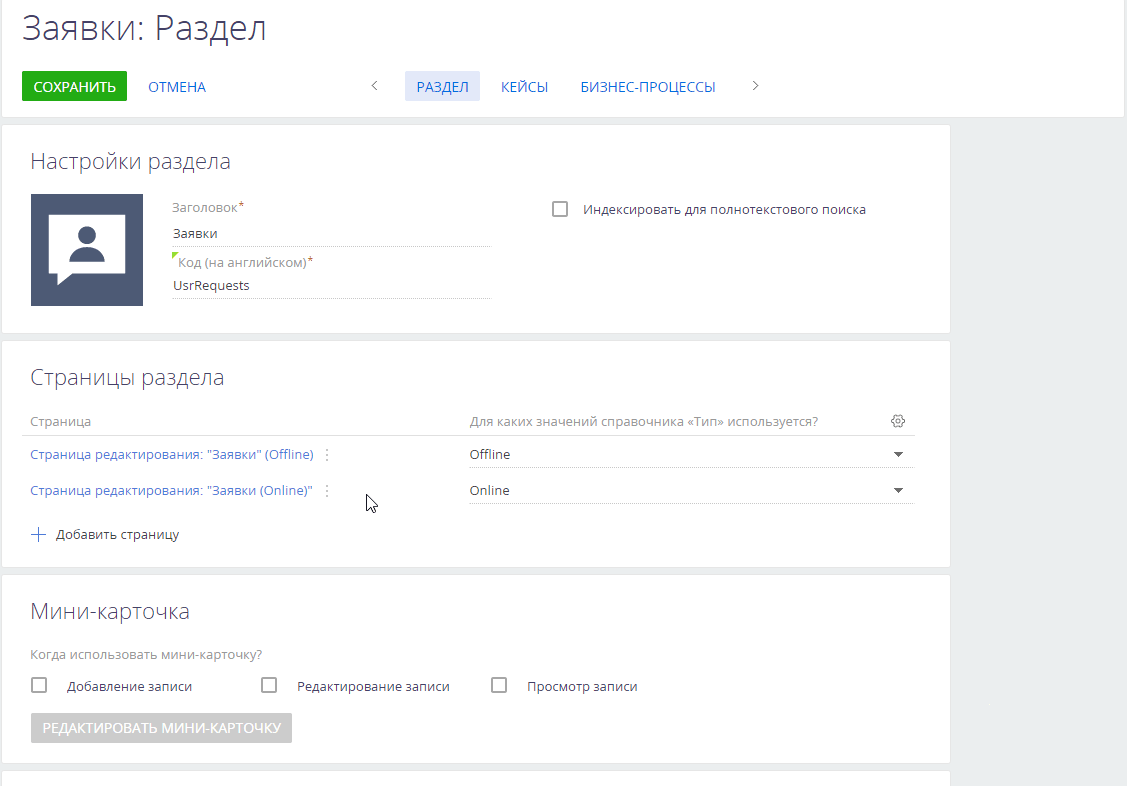 Заявки: Раздел
СОХРАНИТЬ ОТМЕНА РАЗДЕЛ КЕЙСЫ БИЗНЕС-ПРОЦЕССЫ
Настройки раздела
Заголовок*
Заявки
Индексировать для полнотекстового поиска
Код (на английском)*
UsrRequests
Страницы раздела
Страница Для каких значений справочника «Тип» используется?
Страница редактирования: "Заявки" (Offline) Offline
Страница редактирования: "Заявки (Online)" Online
Добавить страницу
Мини-карточка
Когда использовать мини-карточку?
Добавление записи Редактирование записи Просмотр записи
РЕДАКТИРОВАТЬ МИНИ-КАРТОЧКУ